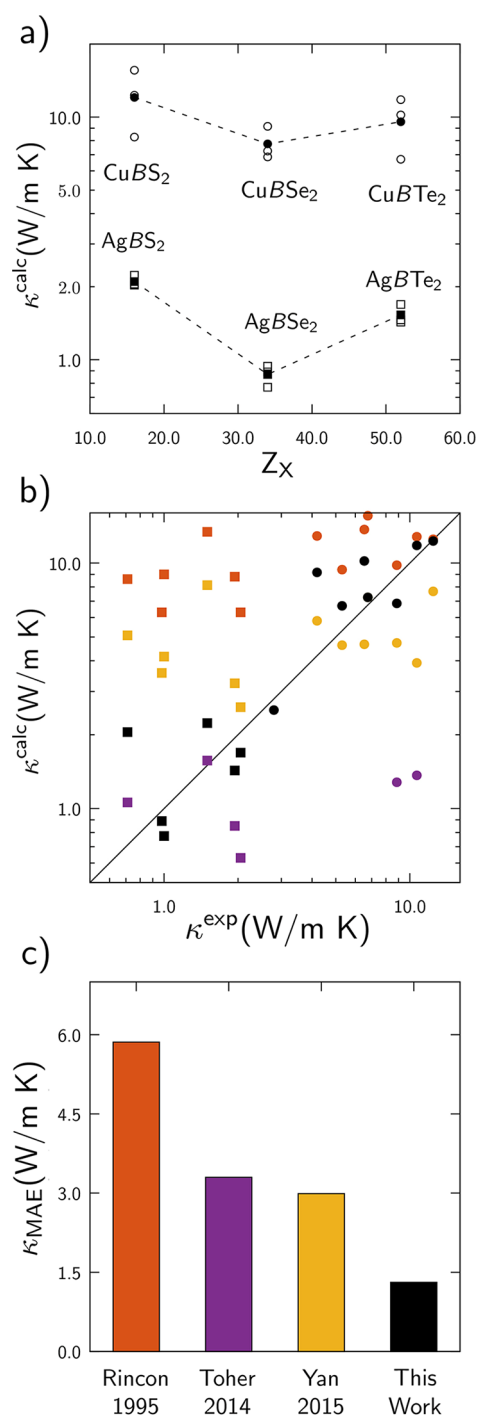 a)
κ^calc(W/m K)
10.0
5.0
2.0
1.0
CuBS₂
CuBSe₂
CuBTe₂
AgBS₂
AgBSe₂
AgBTe₂
10.0 20.0 30.0 40.0 50.0 60.0
Z_X
b)
κ^calc(W/m K)
10.0
1.0
1.0 10.0
κ^exp(W/m K)
c)
κ_MAE(W/m K)
6.0
4.5
3.0
1.5
0.0
Rincon Toher Yan This
1995 2014 2015 Work